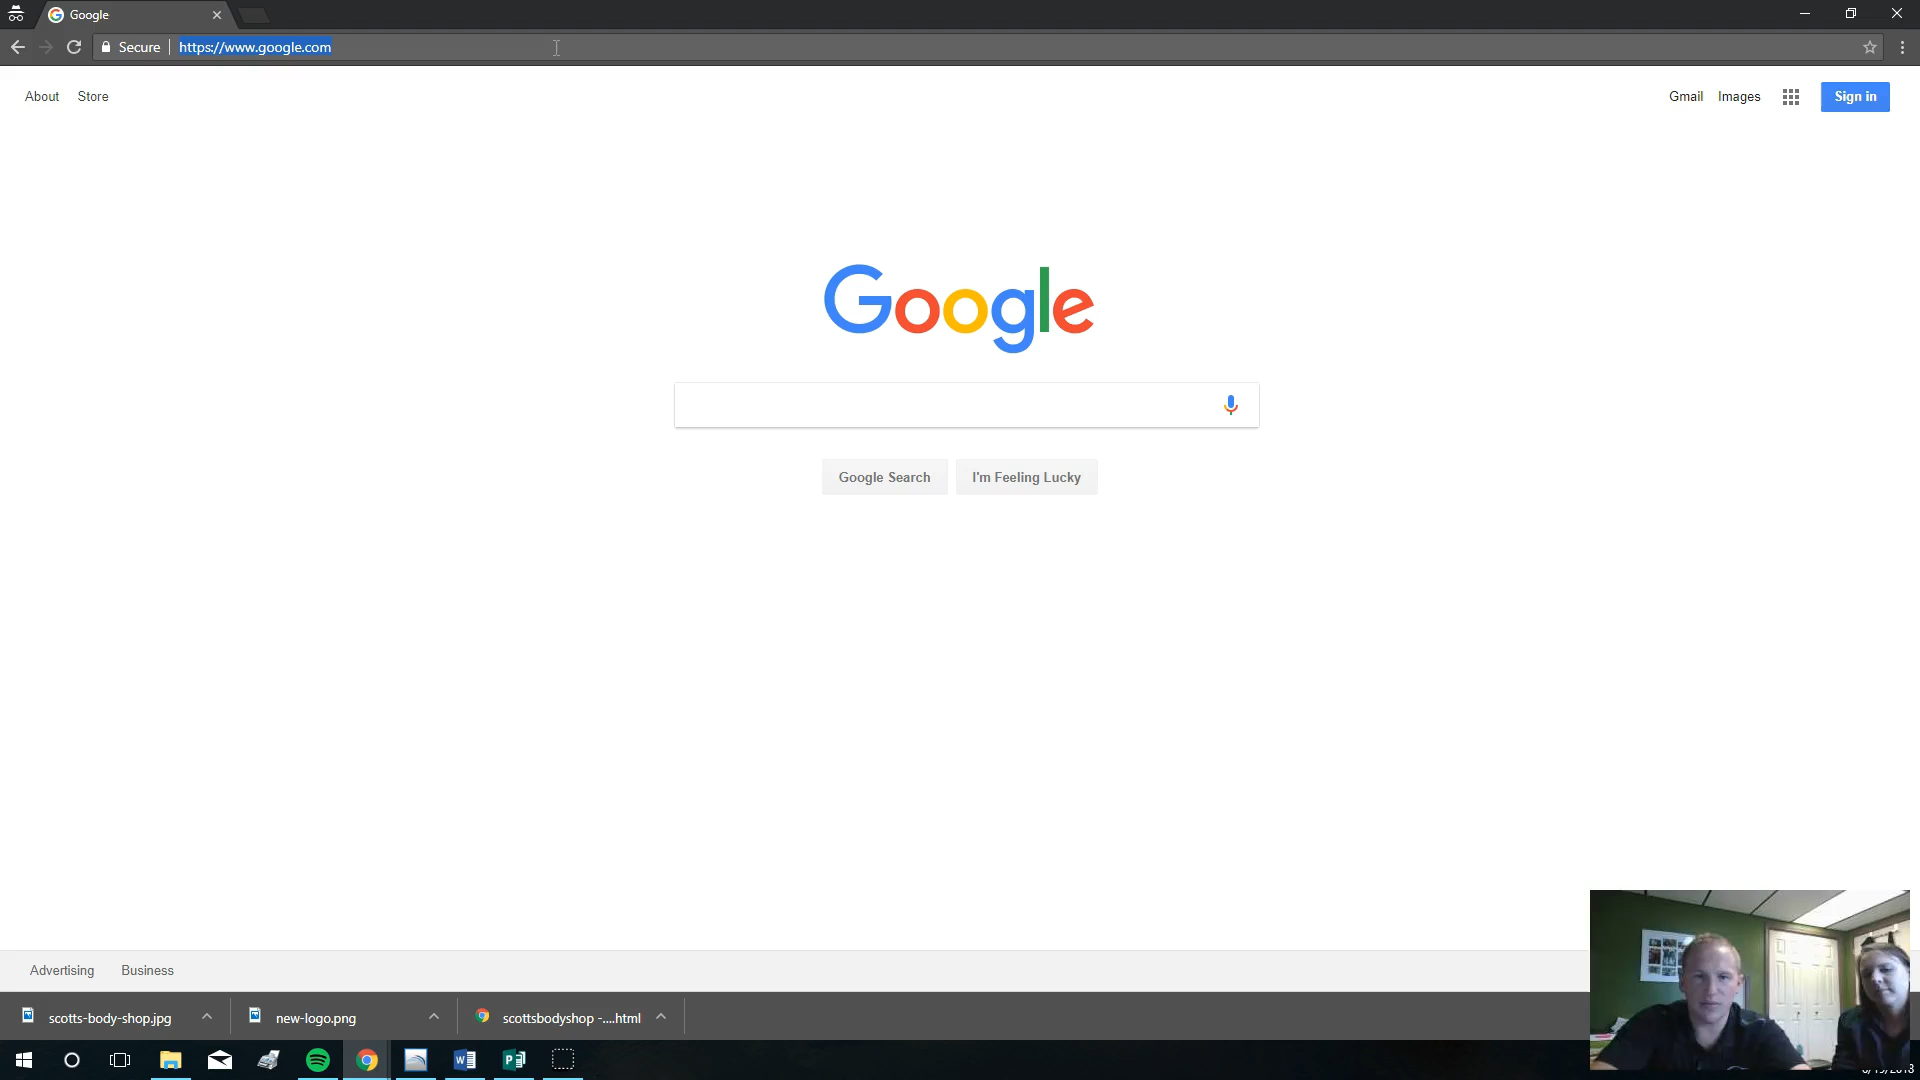 Google
Secure
https://www.google.com
About Store
Gmail Images Sign in
Google
Google Search I'm Feeling Lucky
Advertising Business
scotts-body-shop.jpg new-logo.png scottsbodyshop -....html